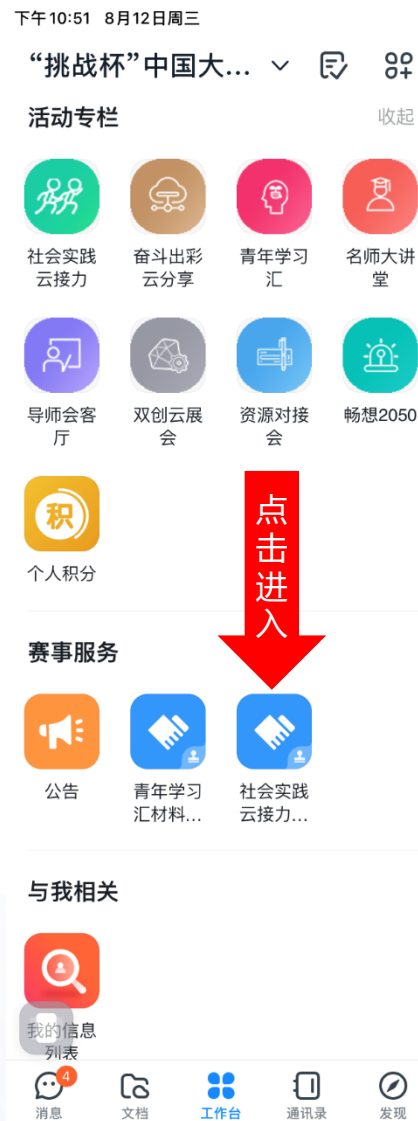 下午10:51 8月12日周三
“挑战杯”中国大...
活动专栏 收起
社会实践 奋斗出彩 青年学习 名师大讲
云接力 云分享 汇 堂
导师会客 双创云展 资源对接 畅想2050
厅 会 会
积
个人积分
点
击
进
入
赛事服务
公告 青年学习 社会实践
汇材料... 云接力...
与我相关
我的信息
列表
4
消息 文档 工作台 通讯录 发现